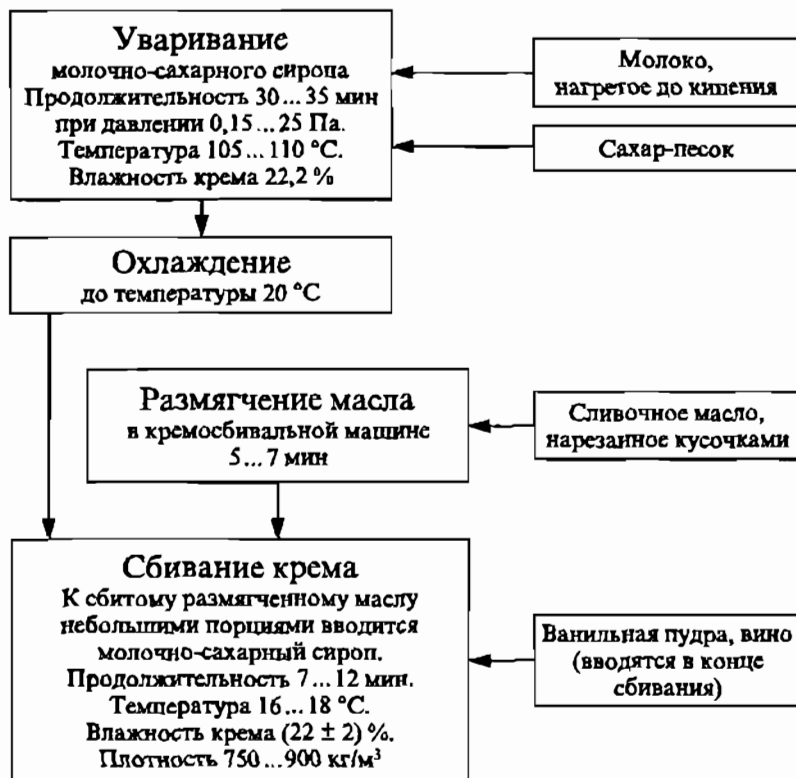 Уваривание
молочно-сахарного сиропа
Продолжительность 30...35 мин
при давлении 0,15...25 Па.
Температура 105...110 °С.
Влажность крема 22,2 %
Молоко,
нагретое до кипения
Сахар-песок
Охлаждение
до температуры 20 °С
Размягчение масла
в кремосбивальной машине
5...7 мин
Сливочное масло,
нарезанное кусочками
Сбивание крема
К сбитому размягченному маслу
небольшими порциями вводится
молочно-сахарный сироп.
Продолжительность 7...12 мин.
Температура 16...18 °С.
Влажность крема (22 ± 2) %.
Плотность 750...900 кг/м³
Ванильная пудра, вино
(вводятся в конце
сбивания)